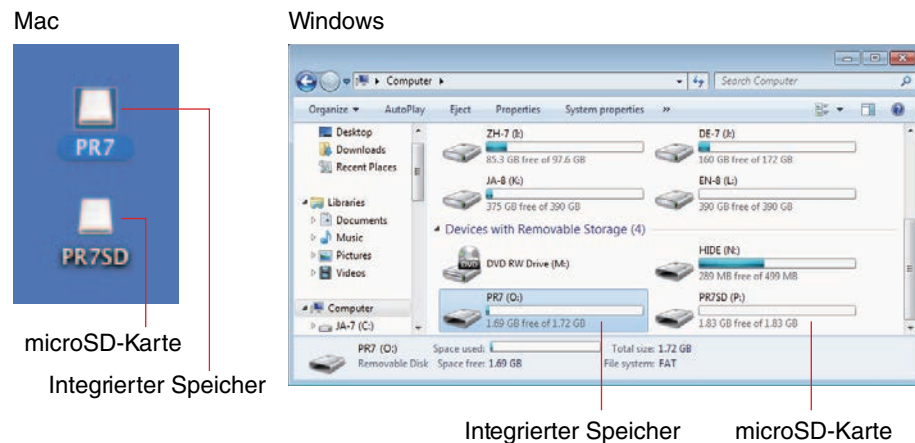 Mac
Windows
PR7
PR7SD
microSD-Karte
Integrierter Speicher
Computer
Search Computer
Organize
AutoPlay
Eject
Properties
System properties
»
Desktop
Downloads
Recent Places
Libraries
Documents
Music
Pictures
Videos
Computer
JA-7 (C:)
ZH-7 (I:)
85.3 GB free of 97.6 GB
DE-7 (J:)
160 GB free of 172 GB
JA-8 (K:)
375 GB free of 390 GB
EN-8 (L:)
390 GB free of 390 GB
Devices with Removable Storage (4)
DVD
DVD RW Drive (M:)
HIDE (N:)
289 MB free of 499 MB
PR7 (O:)
1.69 GB free of 1.72 GB
PR7SD (P:)
1.83 GB free of 1.83 GB
PR7 (O:) Space used: Total size: 1.72 GB
Removable Disk Space free: 1.69 GB File system: FAT
Integrierter Speicher
microSD-Karte